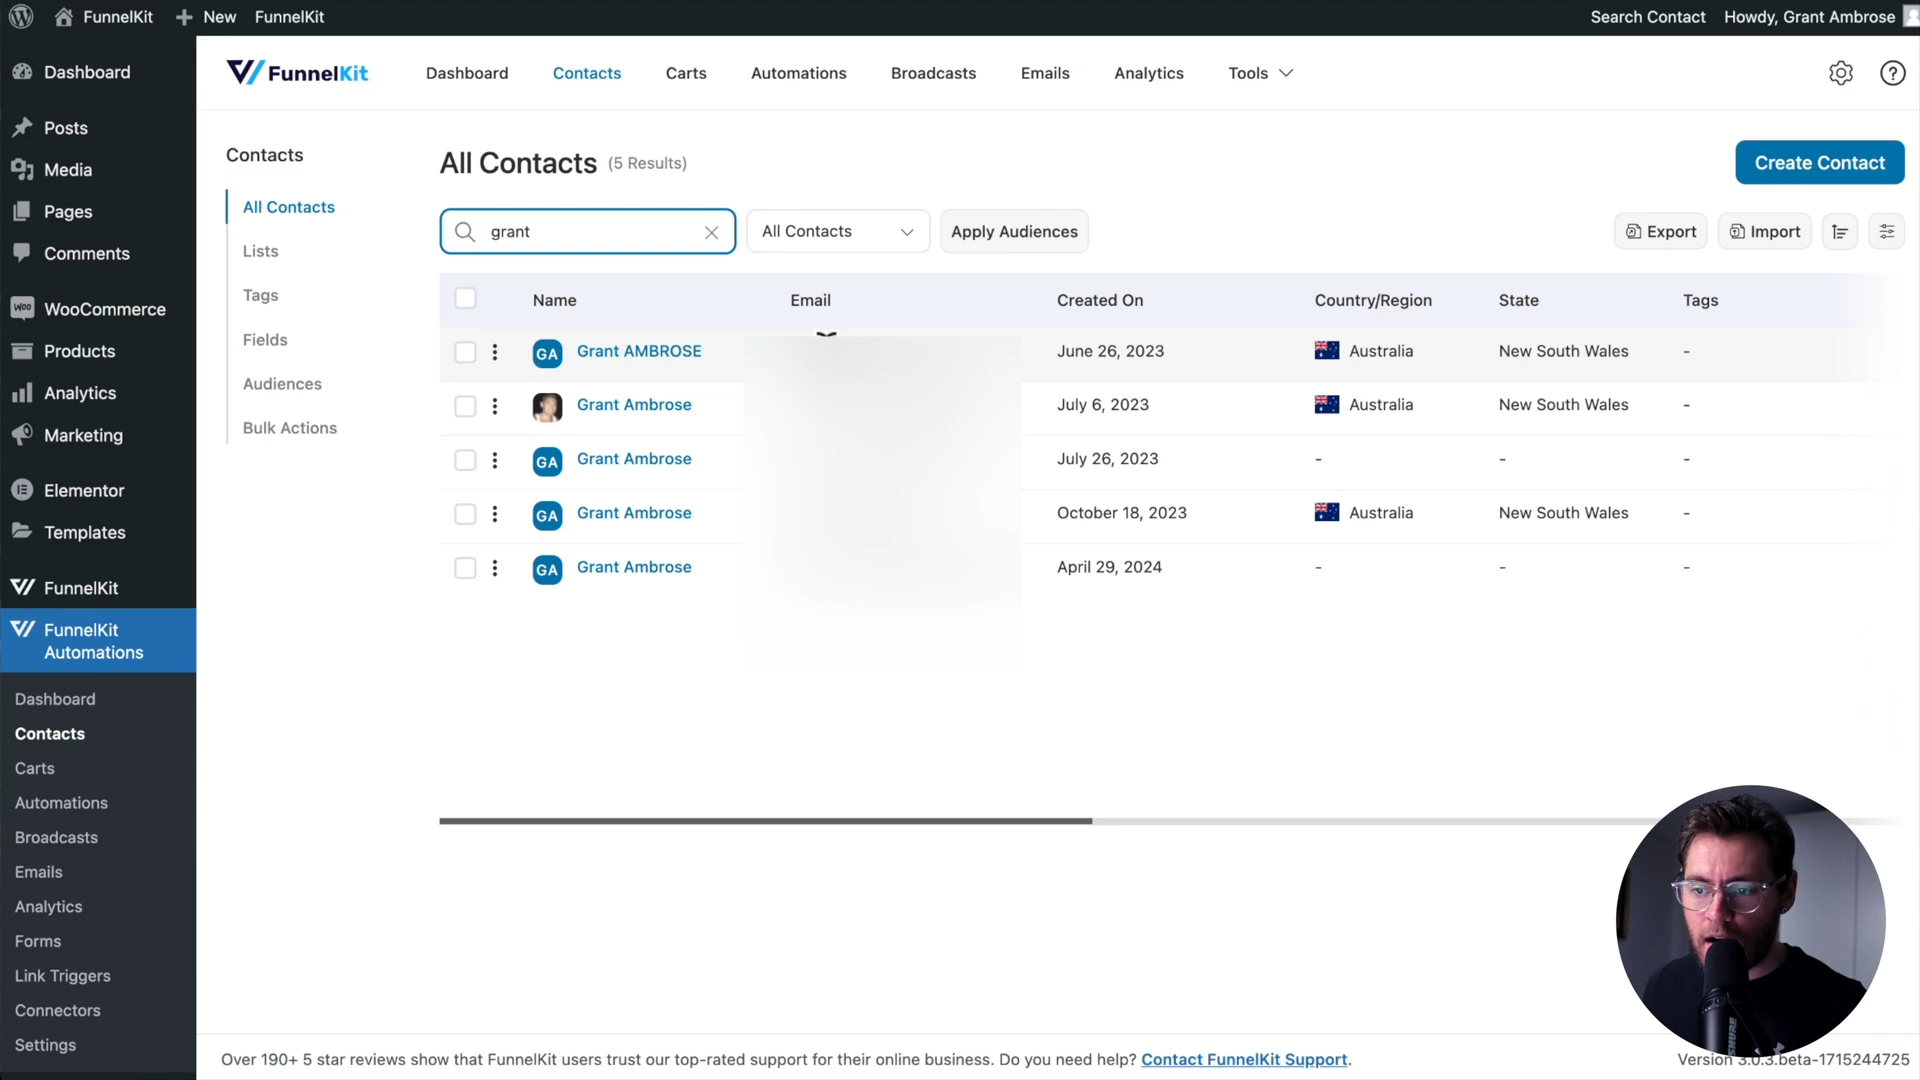 FunnelKit
New
FunnelKit
Search Contact
Howdy, Grant Ambrose
Dashboard
Posts
Media
Pages
Comments
WooCommerce
Products
Analytics
Marketing
Elementor
Templates
FunnelKit
FunnelKit
Automations
Dashboard
Contacts
Carts
Automations
Broadcasts
Emails
Analytics
Forms
Link Triggers
Connectors
Settings
FunnelKit
Dashboard
Contacts
Carts
Automations
Broadcasts
Emails
Analytics
Tools
Contacts
All Contacts
Lists
Tags
Fields
Audiences
Bulk Actions
All Contacts (5 Results)
Create Contact
grant
All Contacts
Apply Audiences
Export
Import
Name Email Created On Country/Region State Tags
GA Grant AMBROSE June 26, 2023 Australia New South Wales -
Grant Ambrose July 6, 2023 Australia New South Wales -
GA Grant Ambrose July 26, 2023 - - -
GA Grant Ambrose October 18, 2023 Australia New South Wales -
GA Grant Ambrose April 29, 2024 - - -
SHURE
Over 190+ 5 star reviews show that FunnelKit users trust our top-rated support for their online business. Do you need help? Contact FunnelKit Support.
Version 3.0.3.beta-1715244725